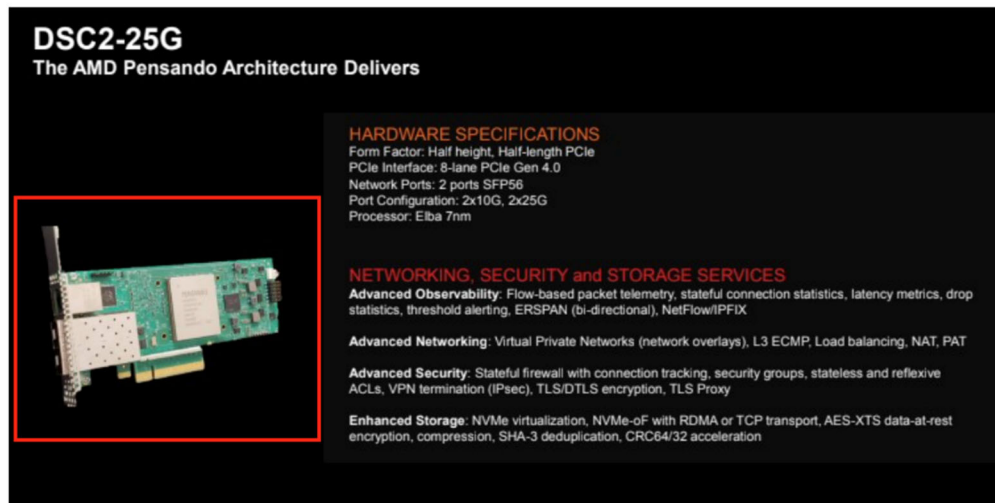 DSC2-25G
The AMD Pensando Architecture Delivers
HARDWARE SPECIFICATIONS
Form Factor: Half height, Half-length PCIe
PCIe Interface: 8-lane PCIe Gen 4.0
Network Ports: 2 ports SFP56
Port Configuration: 2x10G, 2x25G
Processor: Elba 7nm
NETWORKING, SECURITY and STORAGE SERVICES
Advanced Observability: Flow-based packet telemetry, stateful connection statistics, latency metrics, drop
statistics, threshold alerting, ERSPAN (bi-directional), NetFlow/IPFIX
Advanced Networking: Virtual Private Networks (network overlays), L3 ECMP, Load balancing, NAT, PAT
Advanced Security: Stateful firewall with connection tracking, security groups, stateless and reflexive
ACLs, VPN termination (IPsec), TLS/DTLS encryption, TLS Proxy
Enhanced Storage: NVMe virtualization, NVMe-oF with RDMA or TCP transport, AES-XTS data-at-rest
encryption, compression, SHA-3 deduplication, CRC64/32 acceleration